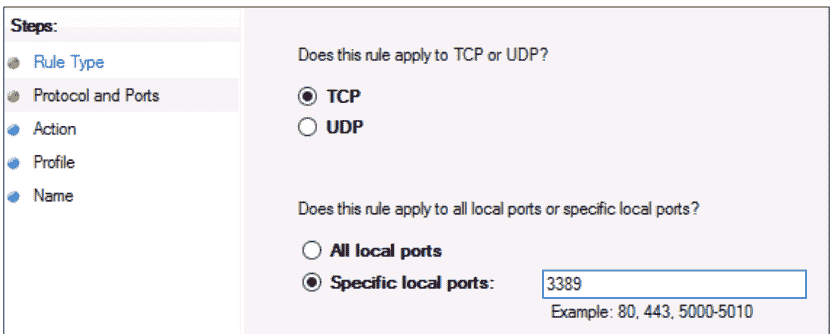 Steps:
Rule Type
Protocol and Ports
Action
Profile
Name
Does this rule apply to TCP or UDP?
TCP
UDP
Does this rule apply to all local ports or specific local ports?
All local ports
Specific local ports:
3389
Example: 80, 443, 5000-5010